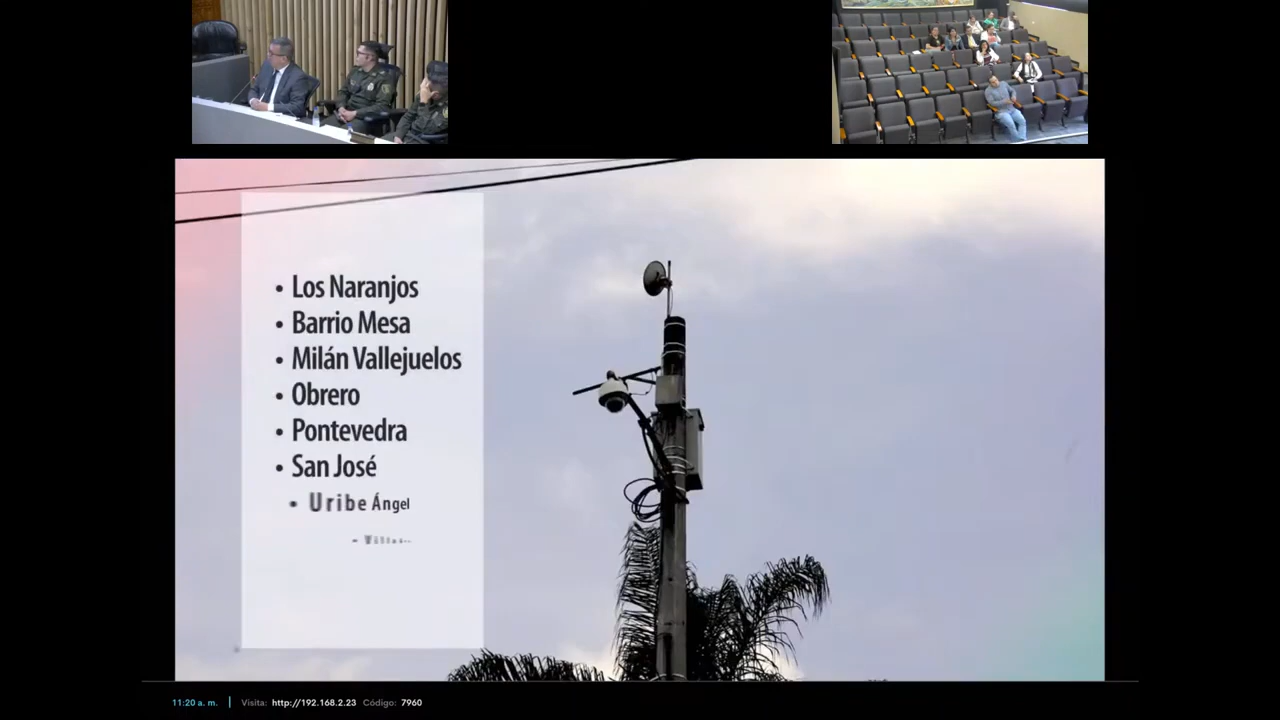 • Los Naranjos
• Barrio Mesa
• Milán Vallejuelos
• Obrero
• Pontevedra
• San José
• Uribe Ángel
11:20 a. m. | Visita: http://192.168.2.23 Código: 7960